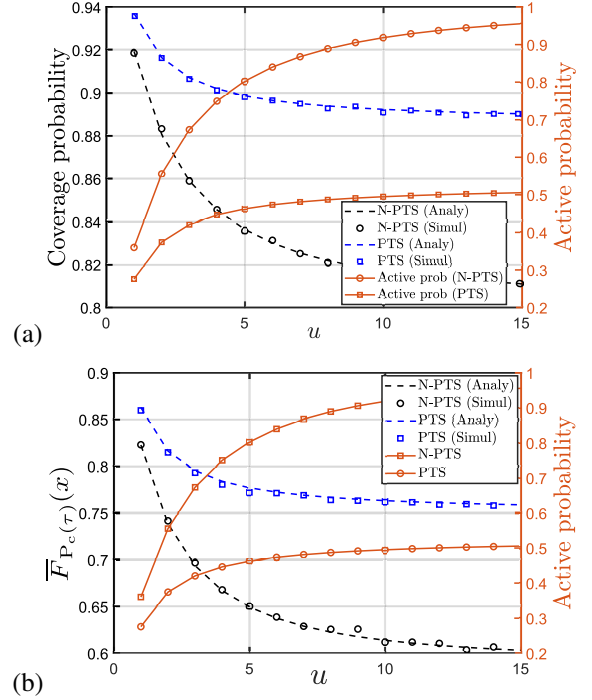 0.94
0.92
0.9
0.88
0.86
0.84
0.82
0.8
Coverage probability
0
5
10
15
u
1
0.9
0.8
0.7
0.6
0.5
0.4
0.3
0.2
Active probability
N-PTS (Analy)
N-PTS (Simul)
PTS (Analy)
PTS (Simul)
Active prob (N-PTS)
Active prob (PTS)
(a)
0.9
0.85
0.8
0.75
0.7
0.65
0.6
F̅_{P_c(τ)}(x)
0
5
10
15
u
1
0.9
0.8
0.7
0.6
0.5
0.4
0.3
0.2
Active probability
N-PTS (Analy)
N-PTS (Simul)
PTS (Analy)
PTS (Simul)
N-PTS
PTS
(b)